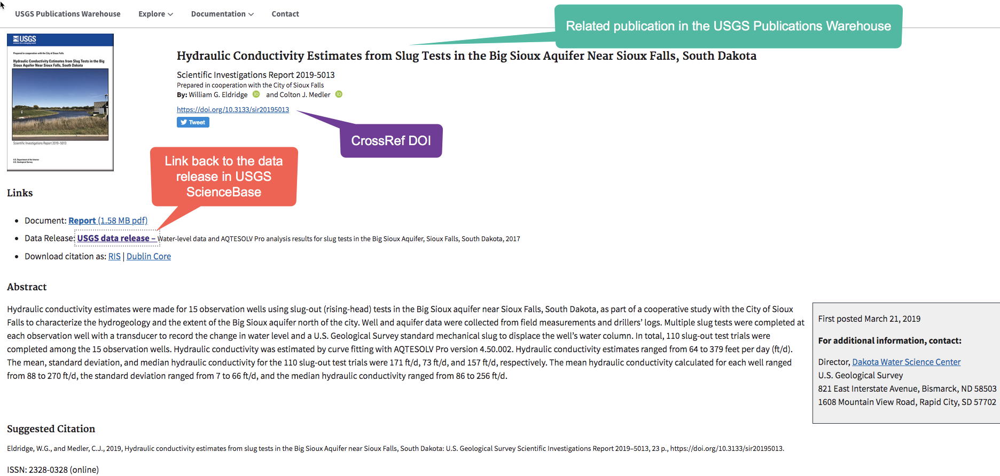 USGS Publications Warehouse Explore Documentation Contact
Related publication in the USGS Publications Warehouse
USGS
science for a changing world
Prepared in cooperation with the City of Sioux Falls
Hydraulic Conductivity Estimates from Slug Tests in the Big
Sioux Aquifer Near Sioux Falls, South Dakota
Scientific Investigations Report 2019–5013
U.S. Department of the Interior
U.S. Geological Survey
Hydraulic Conductivity Estimates from Slug Tests in the Big Sioux Aquifer Near Sioux Falls, South Dakota
Scientific Investigations Report 2019-5013
Prepared in cooperation with the City of Sioux Falls
By: William G. Eldridge iD and Colton J. Medler iD
https://doi.org/10.3133/sir20195013
Tweet
CrossRef DOI
Link back to the data
release in USGS
ScienceBase
Links
• Document: Report (1.58 MB pdf)
• Data Release: USGS data release – Water-level data and AQTESOLV Pro analysis results for slug tests in the Big Sioux Aquifer, Sioux Falls, South Dakota, 2017
• Download citation as: RIS | Dublin Core
Abstract
Hydraulic conductivity estimates were made for 15 observation wells using slug-out (rising-head) tests in the Big Sioux aquifer near Sioux Falls, South Dakota, as part of a cooperative study with the City of Sioux
Falls to characterize the hydrogeology and the extent of the Big Sioux aquifer north of the city. Well and aquifer data were collected from field measurements and drillers’ logs. Multiple slug tests were completed at
each observation well with a transducer to record the change in water level and a U.S. Geological Survey standard mechanical slug to displace the well’s water column. In total, 110 slug-out test trials were
completed among the 15 observation wells. Hydraulic conductivity was estimated by curve fitting with AQTESOLV Pro version 4.50.002. Hydraulic conductivity estimates ranged from 64 to 379 feet per day (ft/d).
The mean, standard deviation, and median hydraulic conductivity for the 110 slug-out test trials were 171 ft/d, 73 ft/d, and 157 ft/d, respectively. The mean hydraulic conductivity calculated for each well ranged
from 88 to 270 ft/d, the standard deviation ranged from 7 to 66 ft/d, and the median hydraulic conductivity ranged from 86 to 256 ft/d.
First posted March 21, 2019
For additional information, contact:
Director, Dakota Water Science Center
U.S. Geological Survey
821 East Interstate Avenue, Bismarck, ND 58503
1608 Mountain View Road, Rapid City, SD 57702
Suggested Citation
Eldridge, W.G., and Medler, C.J., 2019, Hydraulic conductivity estimates from slug tests in the Big Sioux Aquifer near Sioux Falls, South Dakota: U.S. Geological Survey Scientific Investigations Report 2019–5013, 23 p., https://doi.org/10.3133/sir20195013.
ISSN: 2328-0328 (online)